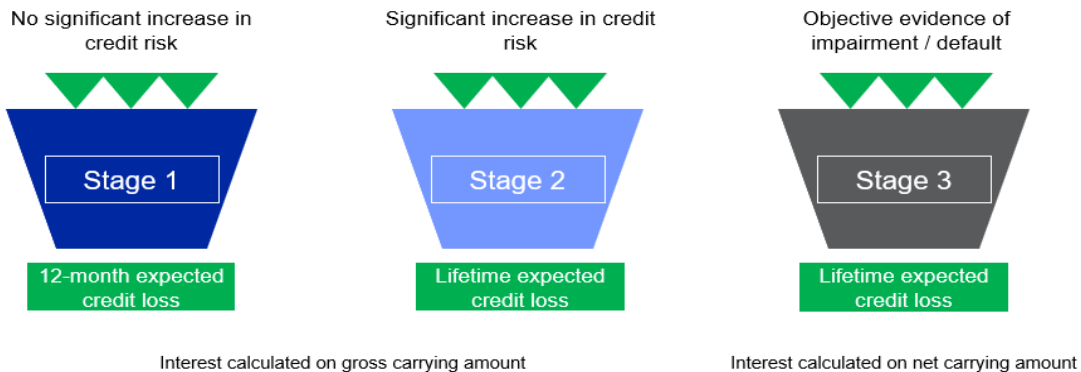 No significant increase in
credit risk
Significant increase in credit
risk
Objective evidence of
impairment / default
Stage 1
Stage 2
Stage 3
12-month expected
credit loss
Lifetime expected
credit loss
Lifetime expected
credit loss
Interest calculated on gross carrying amount
Interest calculated on net carrying amount